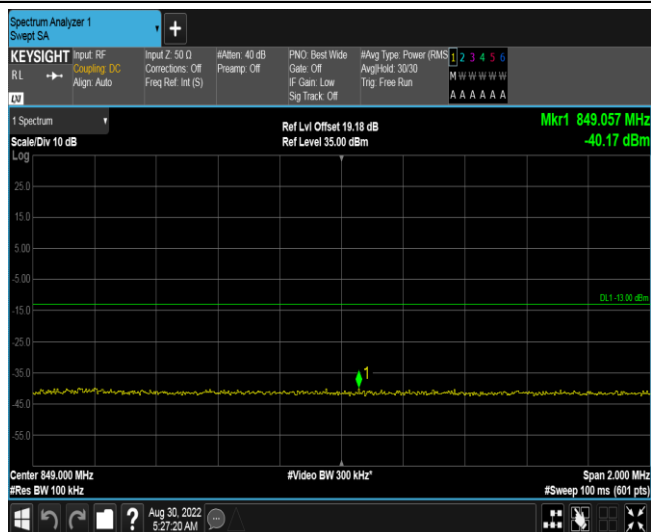 Spectrum Analyzer 1
Swept SA
+
KEYSIGHT
RL
LXI
Input: RF
Coupling: DC
Align: Auto
Input Z: 50 Ω
Corrections: Off
Freq Ref: Int (S)
#Atten: 40 dB
Preamp: Off
PNO: Best Wide
Gate: Off
IF Gain: Low
Sig Track: Off
#Avg Type: Power (RMS
Avg|Hold: 30/30
Trig: Free Run
1 2 3 4 5 6
M W W W W W
A A A A A A
1 Spectrum
Scale/Div 10 dB
Log
Ref Lvl Offset 19.18 dB
Ref Level 35.00 dBm
Mkr1 849.057 MHz
-40.17 dBm
25.0
15.0
5.00
-5.00
DL1 -13.00 dBm
-15.0
-25.0
-35.0
1
-45.0
-55.0
Center 849.000 MHz
#Res BW 100 kHz
#Video BW 300 kHz*
Span 2.000 MHz
#Sweep 100 ms (601 pts)
?
Aug 30, 2022
5:27:20 AM